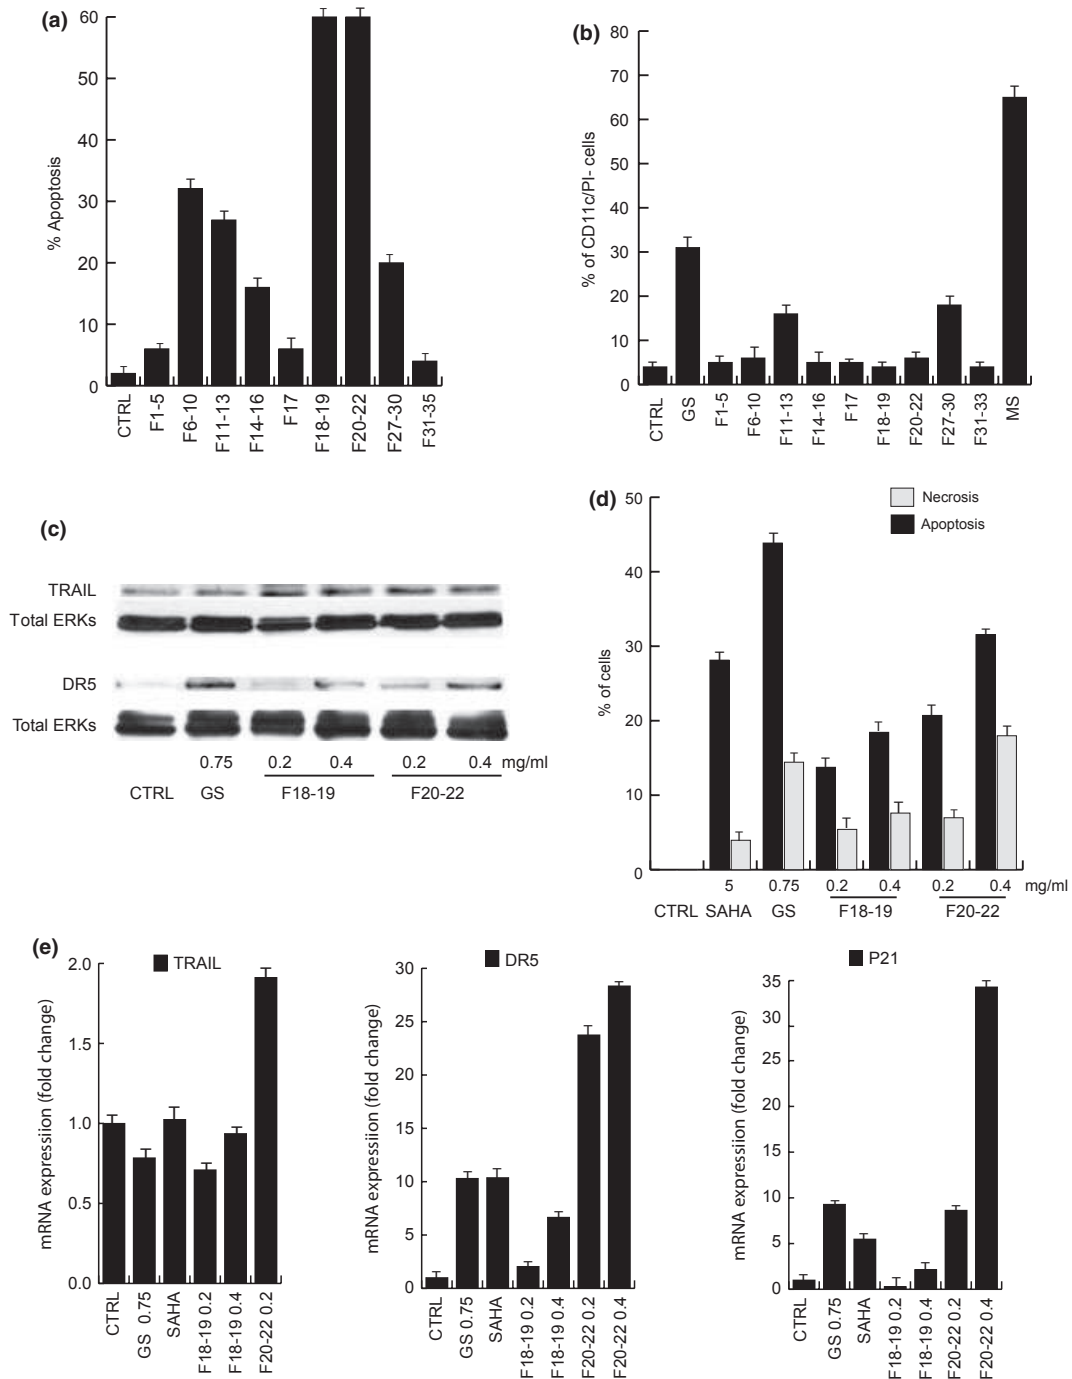 (a)
60
50
40
30
20
10
0
% Apoptosis
CTRL
F1-5
F6-10
F11-13
F14-16
F17
F18-19
F20-22
F27-30
F31-35
(b)
80
70
60
50
40
30
20
10
0
% of CD11c/PI- cells
CTRL
GS
F1-5
F6-10
F11-13
F14-16
F17
F18-19
F20-22
F27-30
F31-33
MS
(c)
TRAIL
Total ERKs
DR5
Total ERKs
0.75 0.2 0.4 0.2 0.4 mg/ml
CTRL GS F18-19 F20-22
(d)
Necrosis
Apoptosis
50
40
30
20
10
0
% of cells
5 0.75 0.2 0.4 0.2 0.4 mg/ml
CTRL SAHA GS F18-19 F20-22
(e)
TRAIL
2.0
1.5
1.0
0.5
0.0
mRNA expressiion (fold change)
CTRL
GS 0.75
SAHA
F18-19 0.2
F18-19 0.4
F20-22 0.2
DR5
30
25
20
15
10
5
0
mRNA expressiion (fold change)
CTRL
GS 0.75
SAHA
F18-19 0.2
F18-19 0.4
F20-22 0.2
F20-22 0.4
P21
35
30
25
20
15
10
5
0
mRNA expressiion (fold change)
CTRL
GS 0.75
SAHA
F18-19 0.2
F18-19 0.4
F20-22 0.2
F20-22 0.4